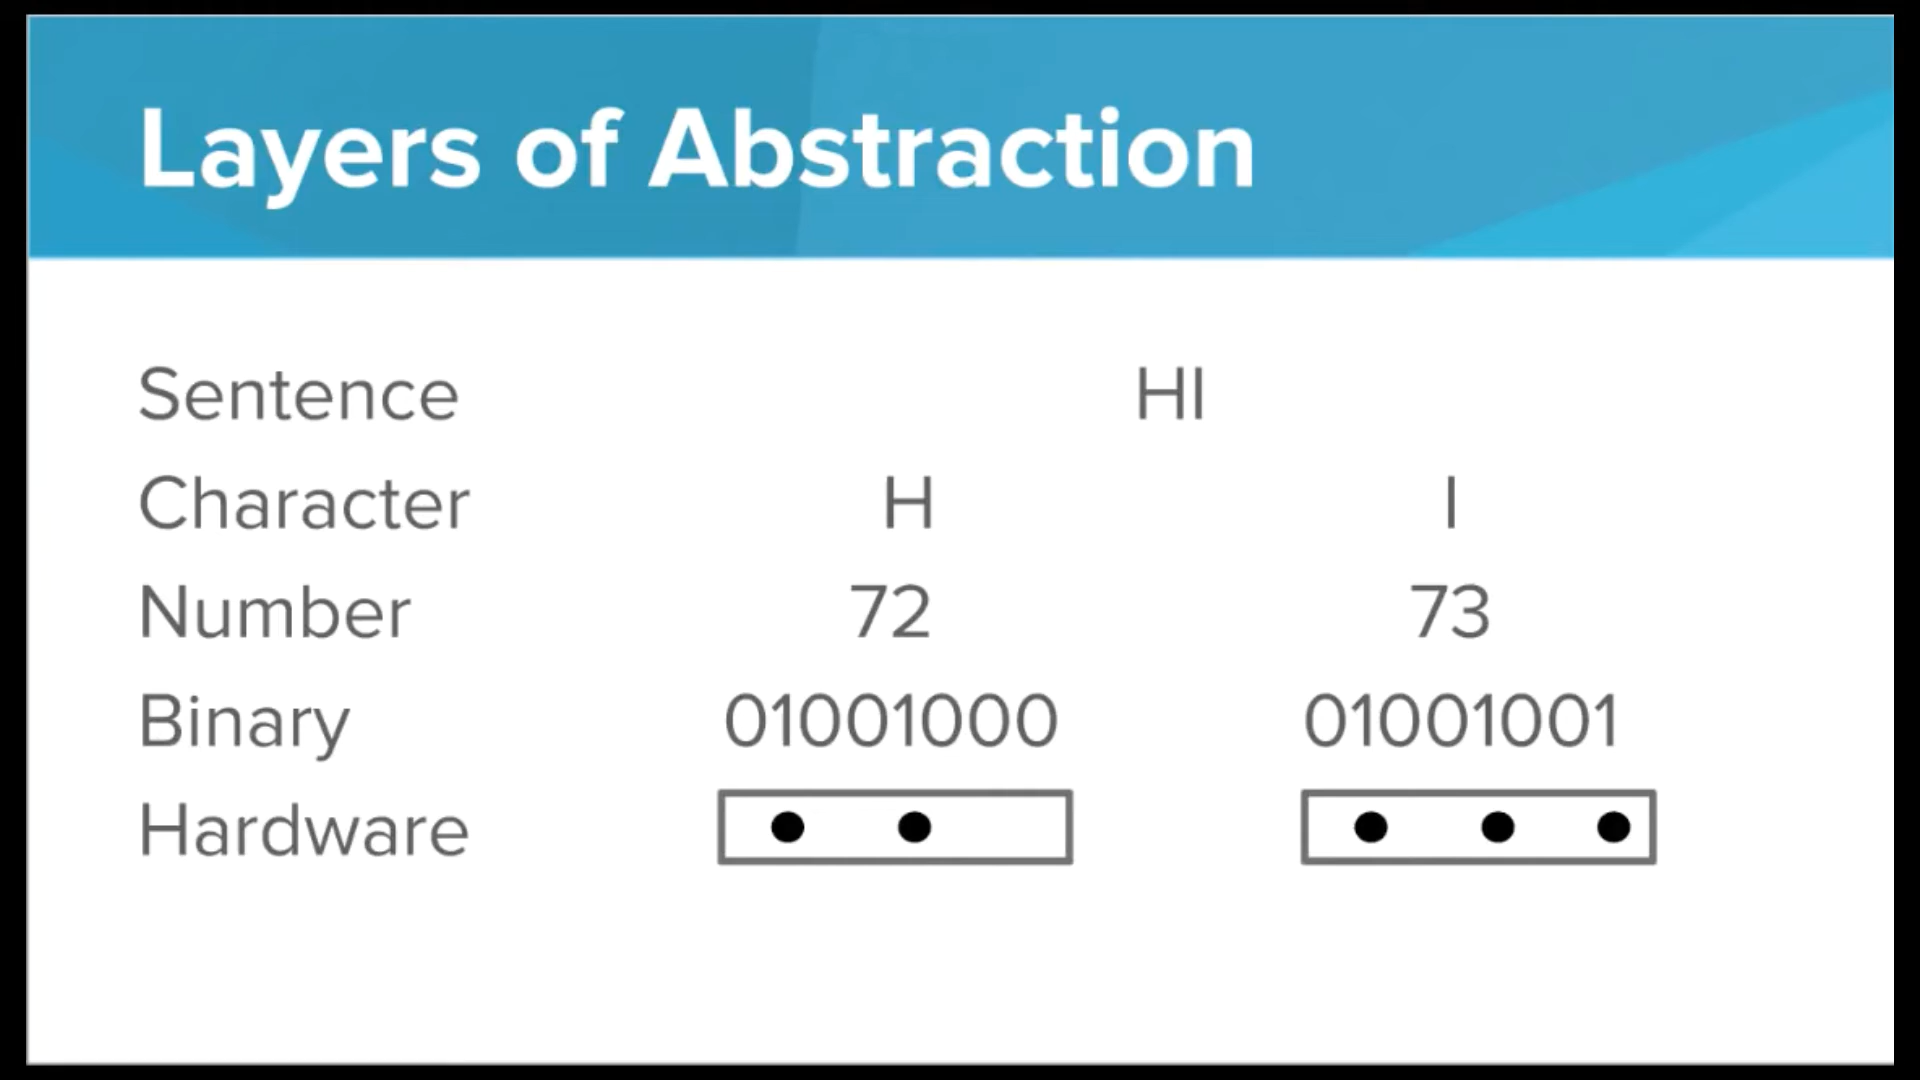 Layers of Abstraction
Sentence HI
Character H I
Number 72 73
Binary 01001000 01001001
Hardware